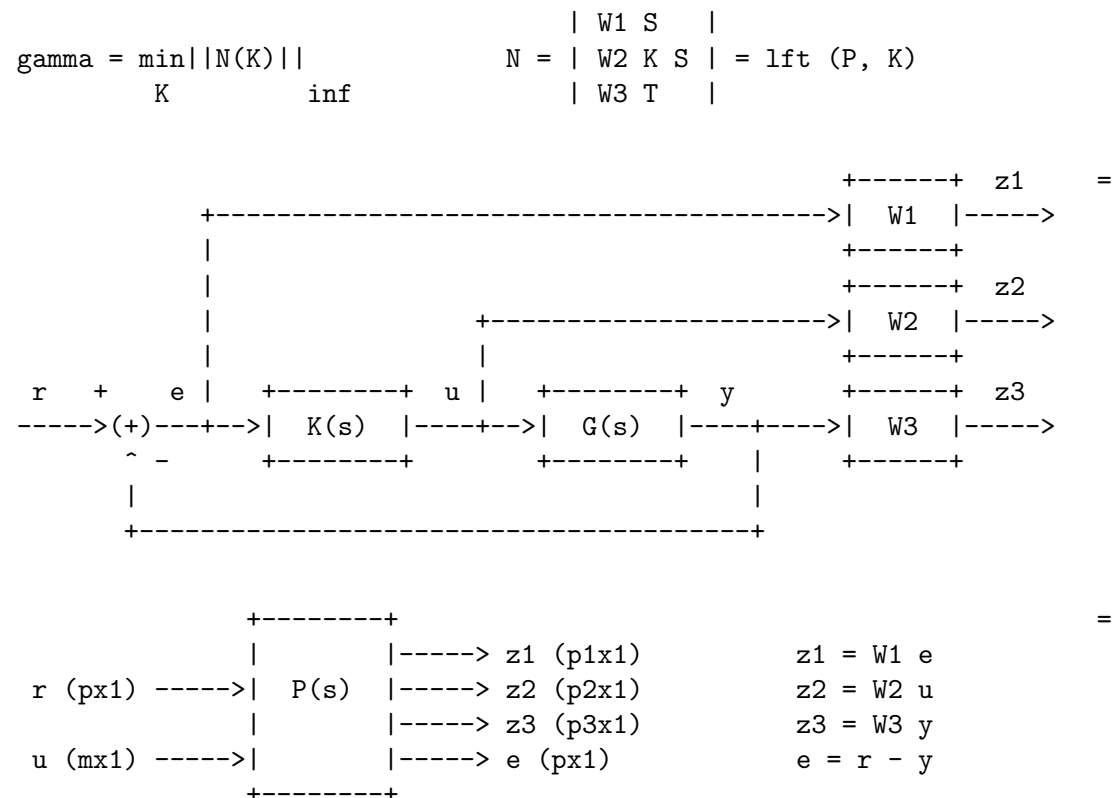 | W1 S   |
gamma = min||N(K)||             N = | W2 K S | = lft (P, K)
         K         inf              | W3 T   |
                                                      +------+  z1     =
            +---------------------------------------->|  W1  |----->
            |                                         +------+
            |                                         +------+  z2
            |                 +---------------------->|  W2  |----->
            |                 |                       +------+
 r   +    e |   +--------+  u |   +--------+  y       +------+  z3
----->(+)---+-->|  K(s)  |----+-->|  G(s)  |----+---->|  W3  |----->
       ^ -      +--------+        +--------+    |     +------+
       |                                        |
       +----------------------------------------+
               +--------+                                              =
               |        |-----> z1 (p1x1)          z1 = W1 e
 r (px1) ----->|  P(s)  |-----> z2 (p2x1)          z2 = W2 u
               |        |-----> z3 (p3x1)          z3 = W3 y
 u (mx1) ----->|        |-----> e (px1)            e = r - y
               +--------+